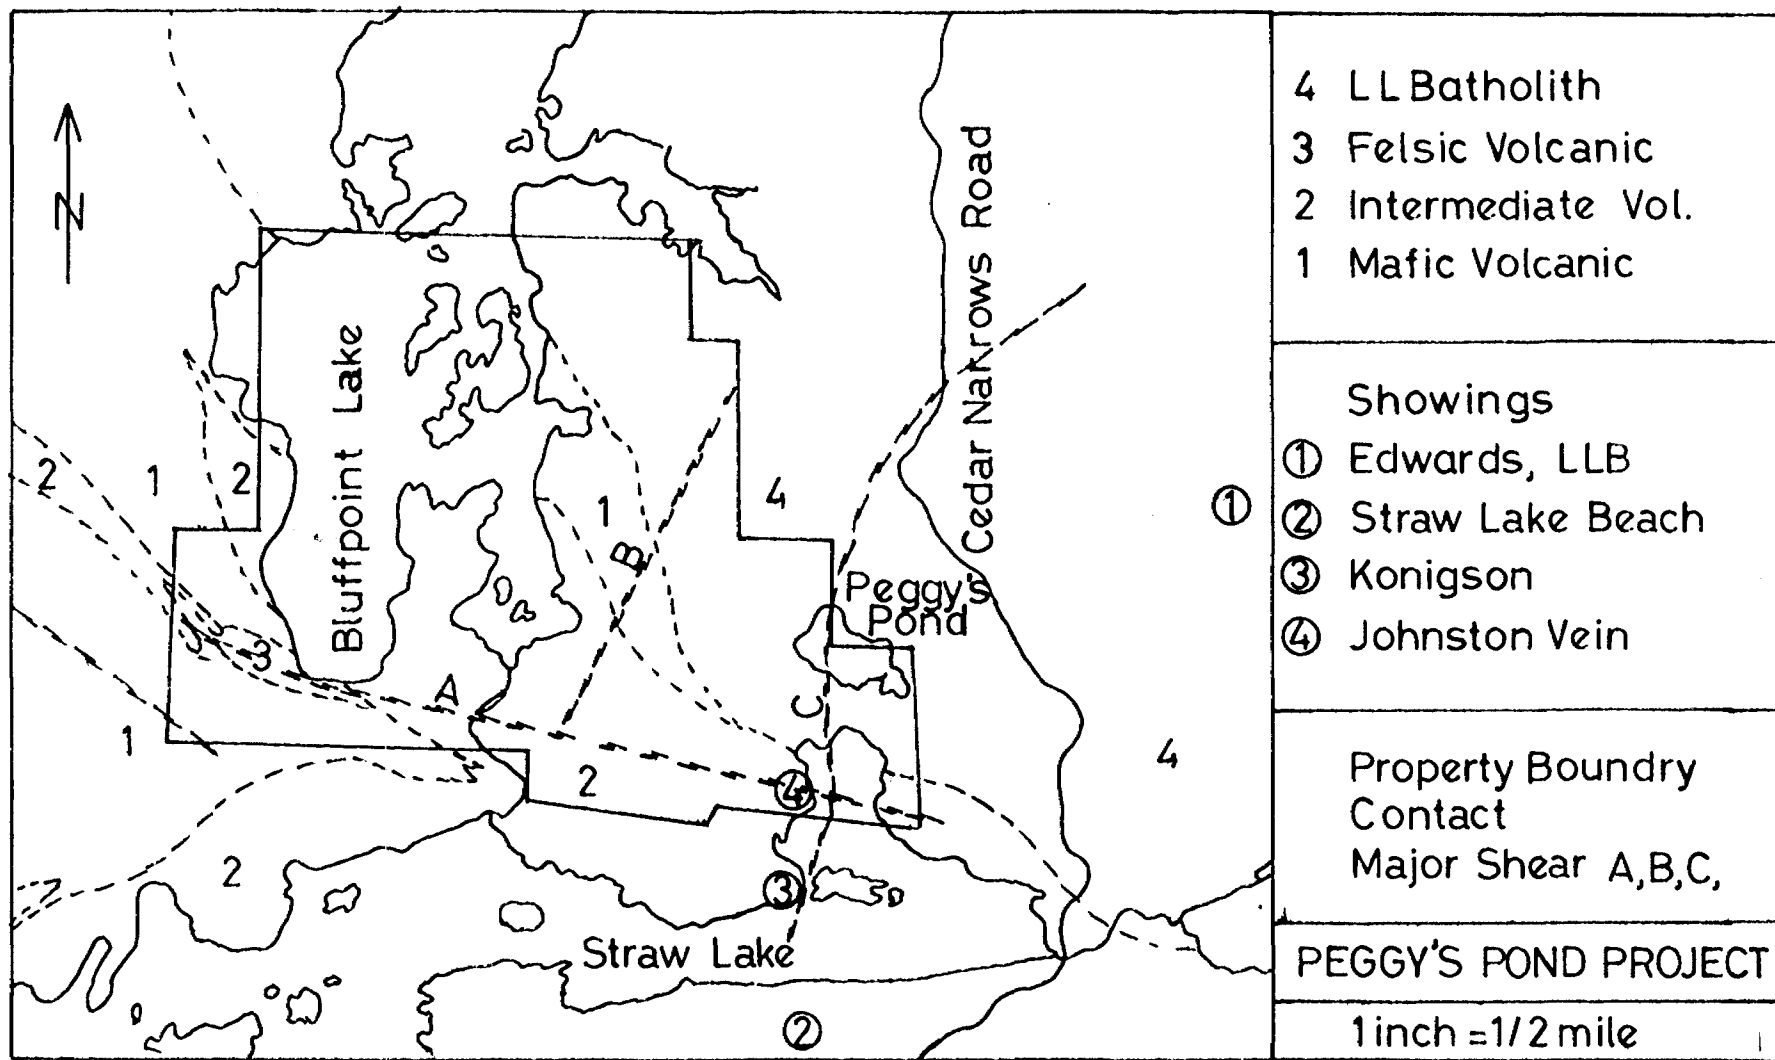 N
Bluffpoint Lake
Cedar Narrows Road
Peggy's
Pond
Straw Lake
A
B
C
1
2
2
1
3
3
1
2
2
1
4
4
①
②
③
④
4 LL Batholith
3 Felsic Volcanic
2 Intermediate Vol.
1 Mafic Volcanic
Showings
① Edwards, LLB
② Straw Lake Beach
③ Konigson
④ Johnston Vein
Property Boundry
Contact
Major Shear A,B,C,
PEGGY'S POND PROJECT
1 inch = 1/2 mile